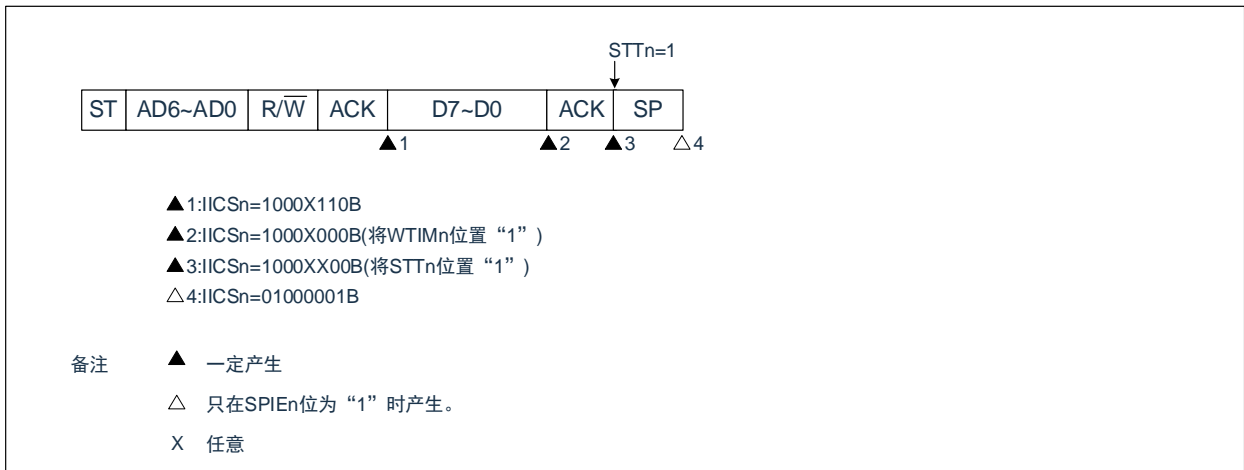 STTn=1
ST AD6~AD0 R/W̅ ACK D7~D0 ACK SP
▲1 ▲2 ▲3 △4
▲1:IICSn=1000X110B
▲2:IICSn=1000X000B(将WTIMn位置“1”)
▲3:IICSn=1000XX00B(将STTn位置“1”)
△4:IICSn=01000001B
备注 ▲ 一定产生
△ 只在SPIEn位为“1”时产生。
X 任意